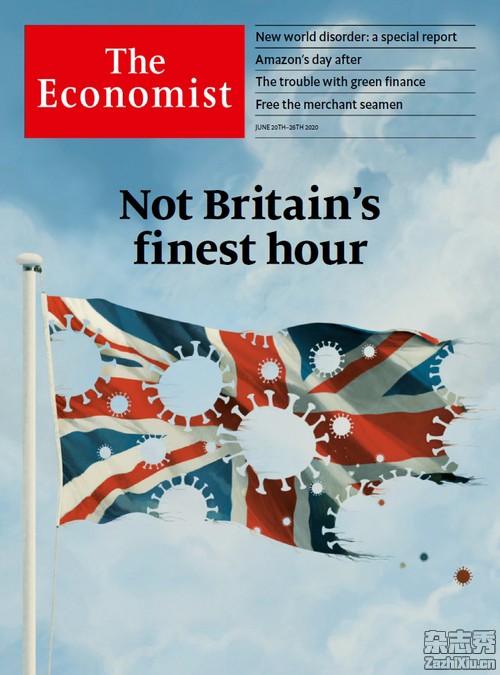 The
Economist
New world disorder: a special report
Amazon's day after
The trouble with green finance
Free the merchant seamen
JUNE 20TH–26TH 2020
Not Britain's
finest hour
杂志秀
ZaZhiXiu.cn